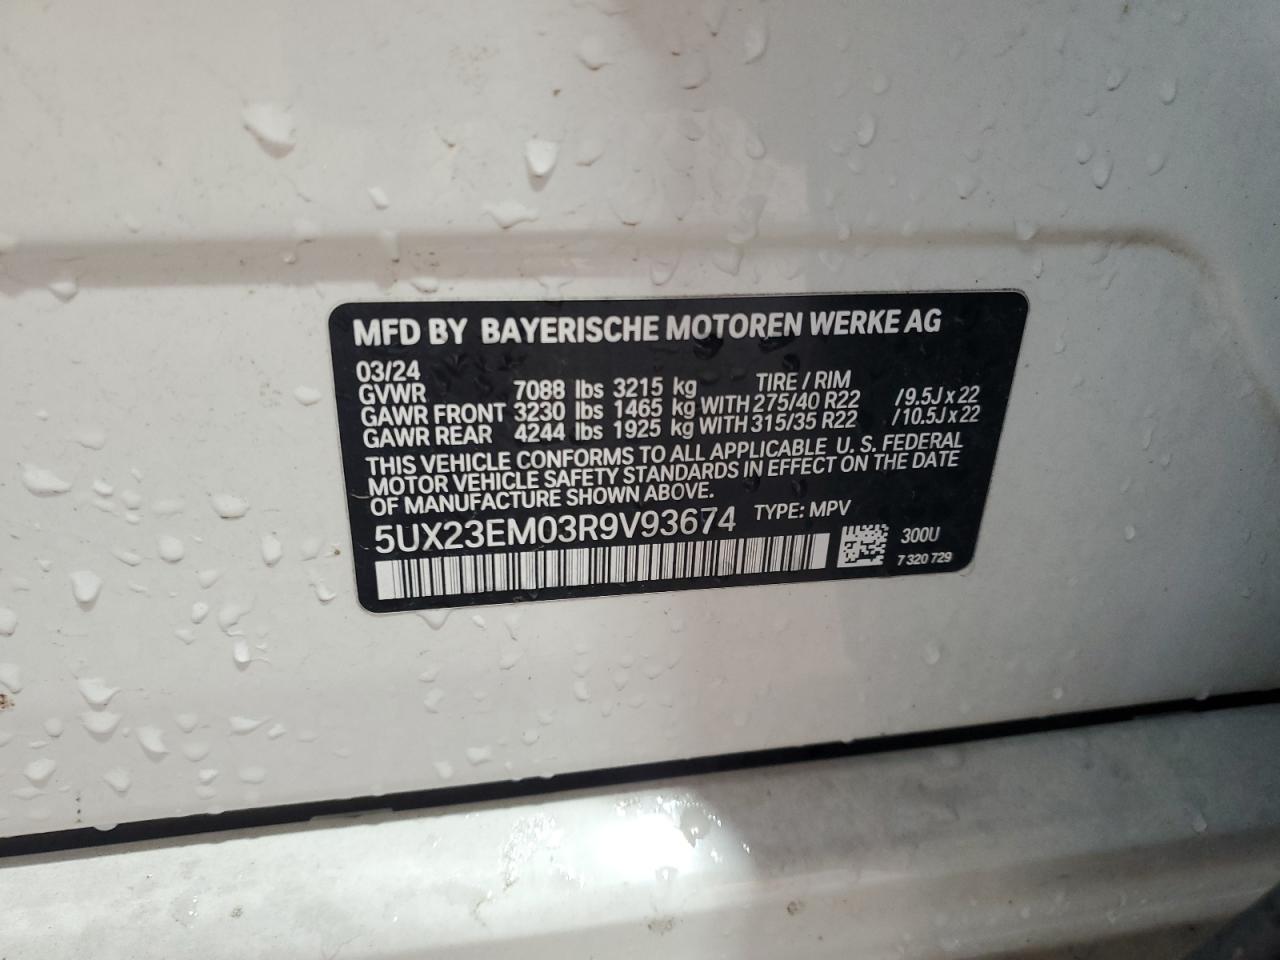 MFD BY BAYERISCHE MOTOREN WERKE AG
03/24
GVWR 7088 lbs 3215 kg TIRE / RIM
GAWR FRONT 3230 lbs 1465 kg WITH 275/40 R22 /9.5J x 22
GAWR REAR 4244 lbs 1925 kg WITH 315/35 R22 /10.5J x 22
THIS VEHICLE CONFORMS TO ALL APPLICABLE U. S. FEDERAL
MOTOR VEHICLE SAFETY STANDARDS IN EFFECT ON THE DATE
OF MANUFACTURE SHOWN ABOVE.
5UX23EM03R9V93674 TYPE: MPV
300U
7 320 729